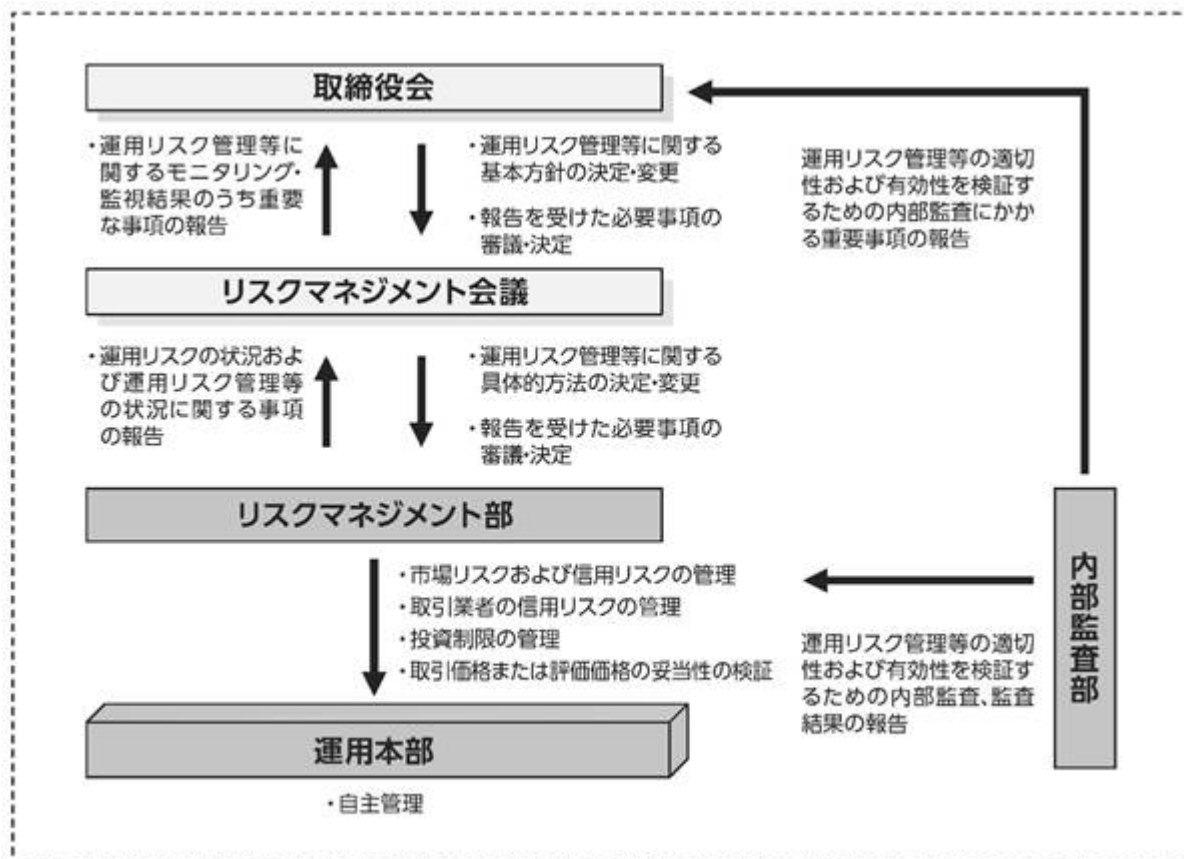 取締役会
・運用リスク管理等に
関するモニタリング・
監視結果のうち重要
な事項の報告
・運用リスク管理等に関する
基本方針の決定・変更
・報告を受けた必要事項の
審議・決定
運用リスク管理等の適切
性および有効性を検証す
るための内部監査にかか
る重要事項の報告
リスクマネジメント会議
・運用リスクの状況およ
び運用リスク管理等
の状況に関する事項
の報告
・運用リスク管理等に関する
具体的方法の決定・変更
・報告を受けた必要事項の
審議・決定
リスクマネジメント部
・市場リスクおよび信用リスクの管理
・取引業者の信用リスクの管理
・投資制限の管理
・取引価格または評価価格の妥当性の検証
内部監査部
運用リスク管理等の適切
性および有効性を検証す
るための内部監査、監査
結果の報告
運用本部
・自主管理